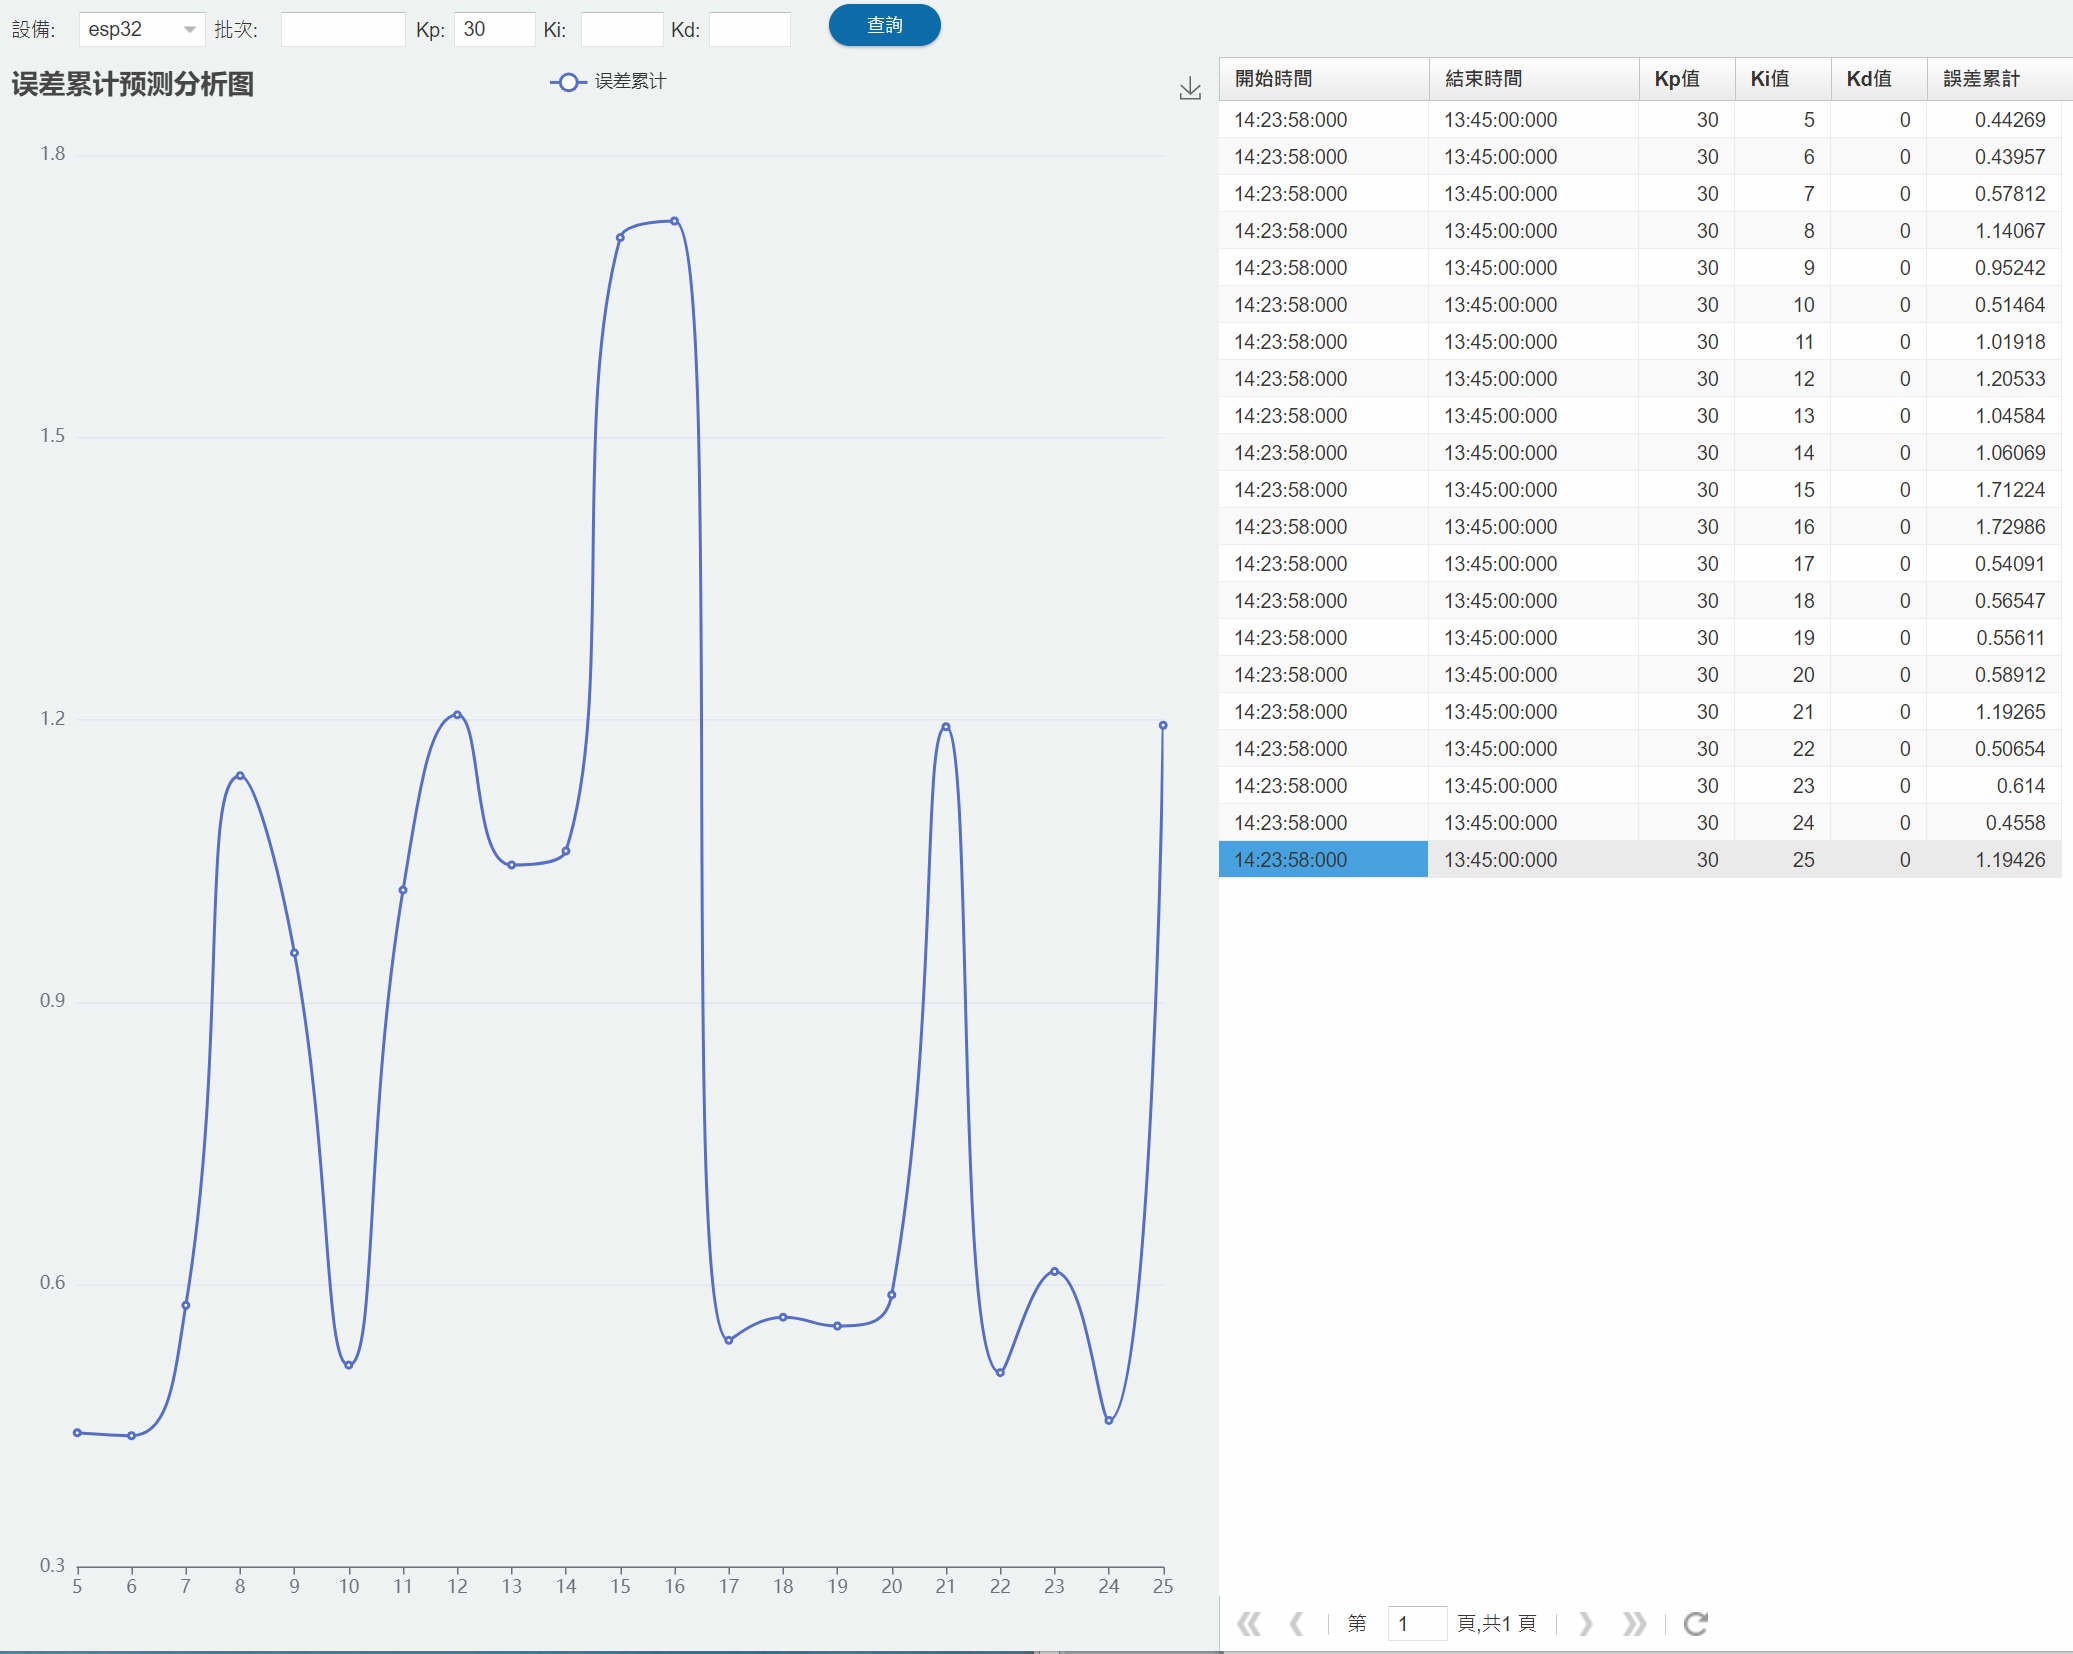 設備: esp32 批次: Kp: 30 Ki: Kd: 查詢
误差累计预测分析图
误差累计
1.8
1.5
1.2
0.9
0.6
0.3
5 6 7 8 9 10 11 12 13 14 15 16 17 18 19 20 21 22 23 24 25
開始時間 結束時間 Kp值 Ki值 Kd值 誤差累計
14:23:58:000 13:45:00:000 30 5 0 0.44269
14:23:58:000 13:45:00:000 30 6 0 0.43957
14:23:58:000 13:45:00:000 30 7 0 0.57812
14:23:58:000 13:45:00:000 30 8 0 1.14067
14:23:58:000 13:45:00:000 30 9 0 0.95242
14:23:58:000 13:45:00:000 30 10 0 0.51464
14:23:58:000 13:45:00:000 30 11 0 1.01918
14:23:58:000 13:45:00:000 30 12 0 1.20533
14:23:58:000 13:45:00:000 30 13 0 1.04584
14:23:58:000 13:45:00:000 30 14 0 1.06069
14:23:58:000 13:45:00:000 30 15 0 1.71224
14:23:58:000 13:45:00:000 30 16 0 1.72986
14:23:58:000 13:45:00:000 30 17 0 0.54091
14:23:58:000 13:45:00:000 30 18 0 0.56547
14:23:58:000 13:45:00:000 30 19 0 0.55611
14:23:58:000 13:45:00:000 30 20 0 0.58912
14:23:58:000 13:45:00:000 30 21 0 1.19265
14:23:58:000 13:45:00:000 30 22 0 0.50654
14:23:58:000 13:45:00:000 30 23 0 0.614
14:23:58:000 13:45:00:000 30 24 0 0.4558
14:23:58:000 13:45:00:000 30 25 0 1.19426
第 1 頁,共1 頁